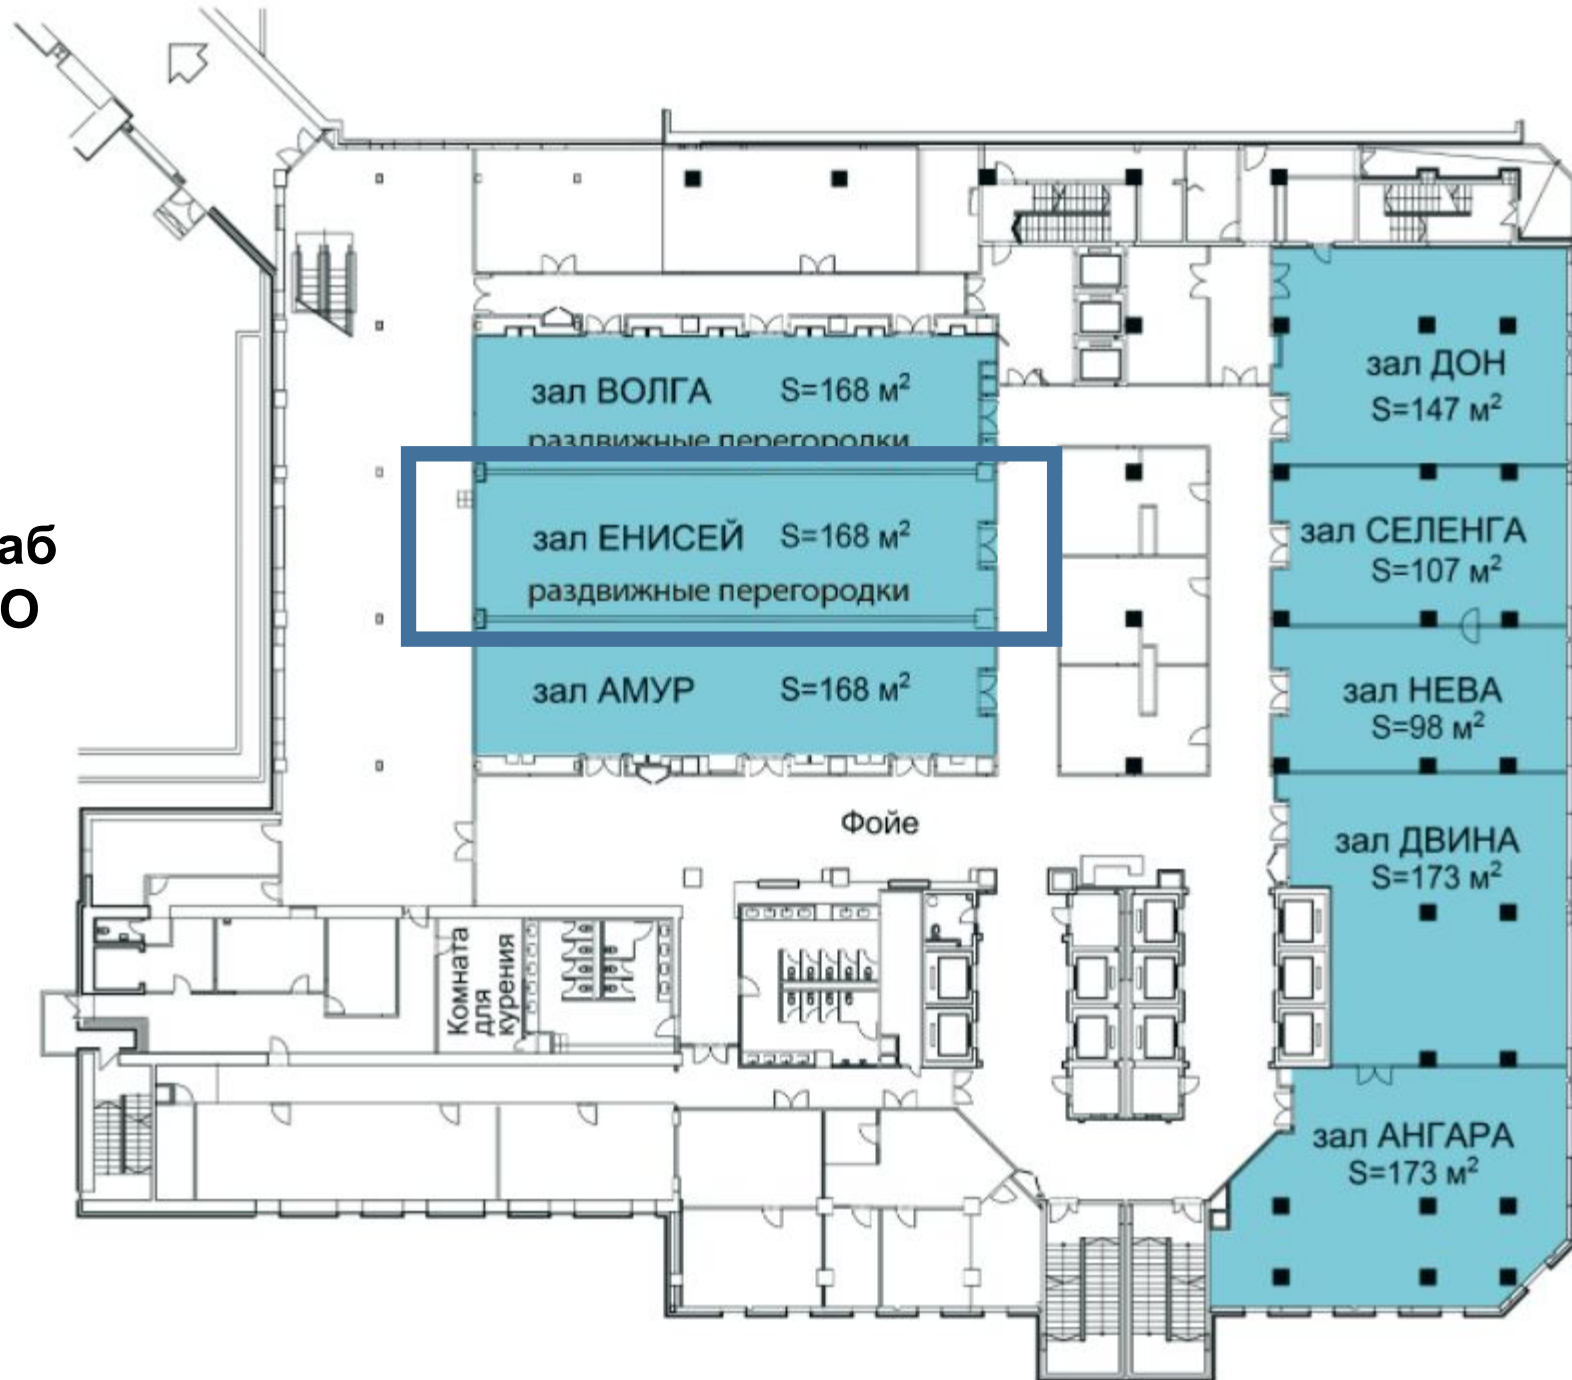 зал ВОЛГА S=168 м²
раздвижные перегородки
зал ЕНИСЕЙ S=168 м²
раздвижные перегородки
зал АМУР S=168 м²
аб
О
зал ДОН
S=147 м²
зал СЕЛЕНГА
S=107 м²
зал НЕВА
S=98 м²
зал ДВИНА
S=173 м²
зал АНГАРА
S=173 м²
Фойе
Комната
для
курения